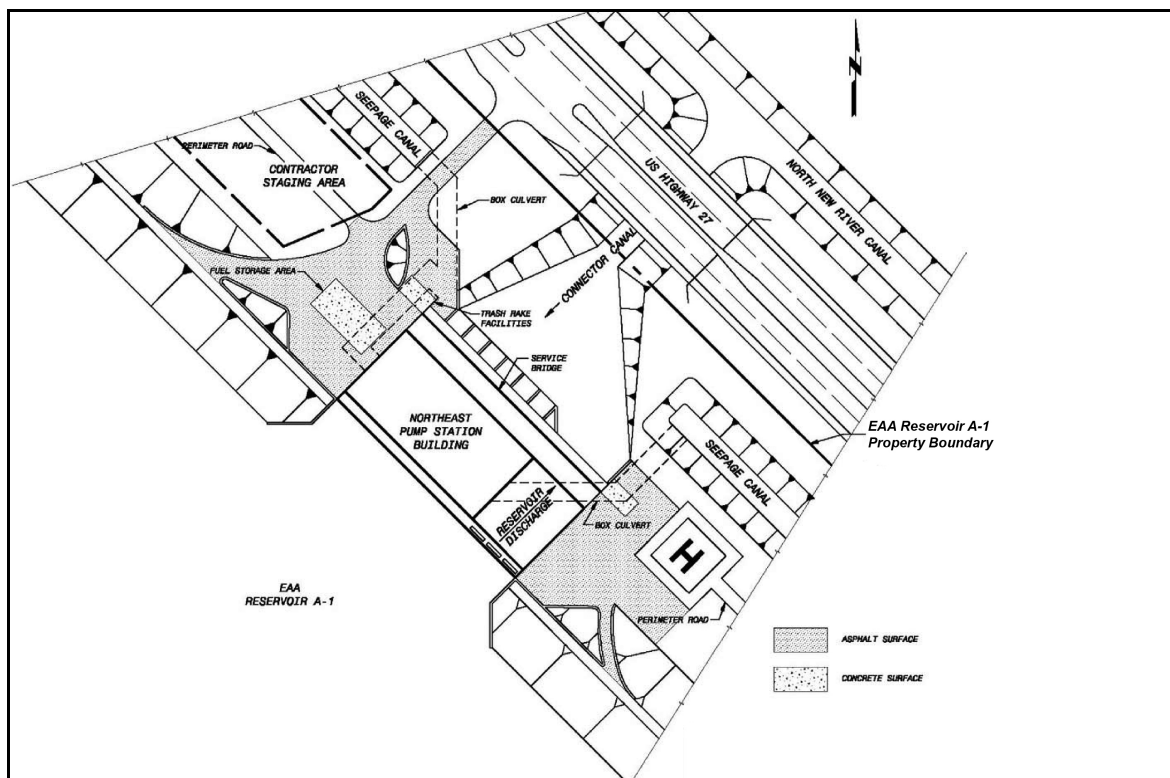 N
SEEPAGE CANAL
PERIMETER ROAD
CONTRACTOR
STAGING AREA
US HIGHWAY 27
NORTH NEW RIVER CANAL
BOX CULVERT
CONNECTOR CANAL
FUEL STORAGE AREA
TRASH RAKE
FACILITIES
SERVICE
BRIDGE
NORTHEAST
PUMP STATION
BUILDING
EAA Reservoir A-1
Property Boundary
SEEPAGE CANAL
RESERVOIR
DISCHARGE
BOX CULVERT
H
EAA
RESERVOIR A-1
PERIMETER ROAD
ASPHALT SURFACE
CONCRETE SURFACE